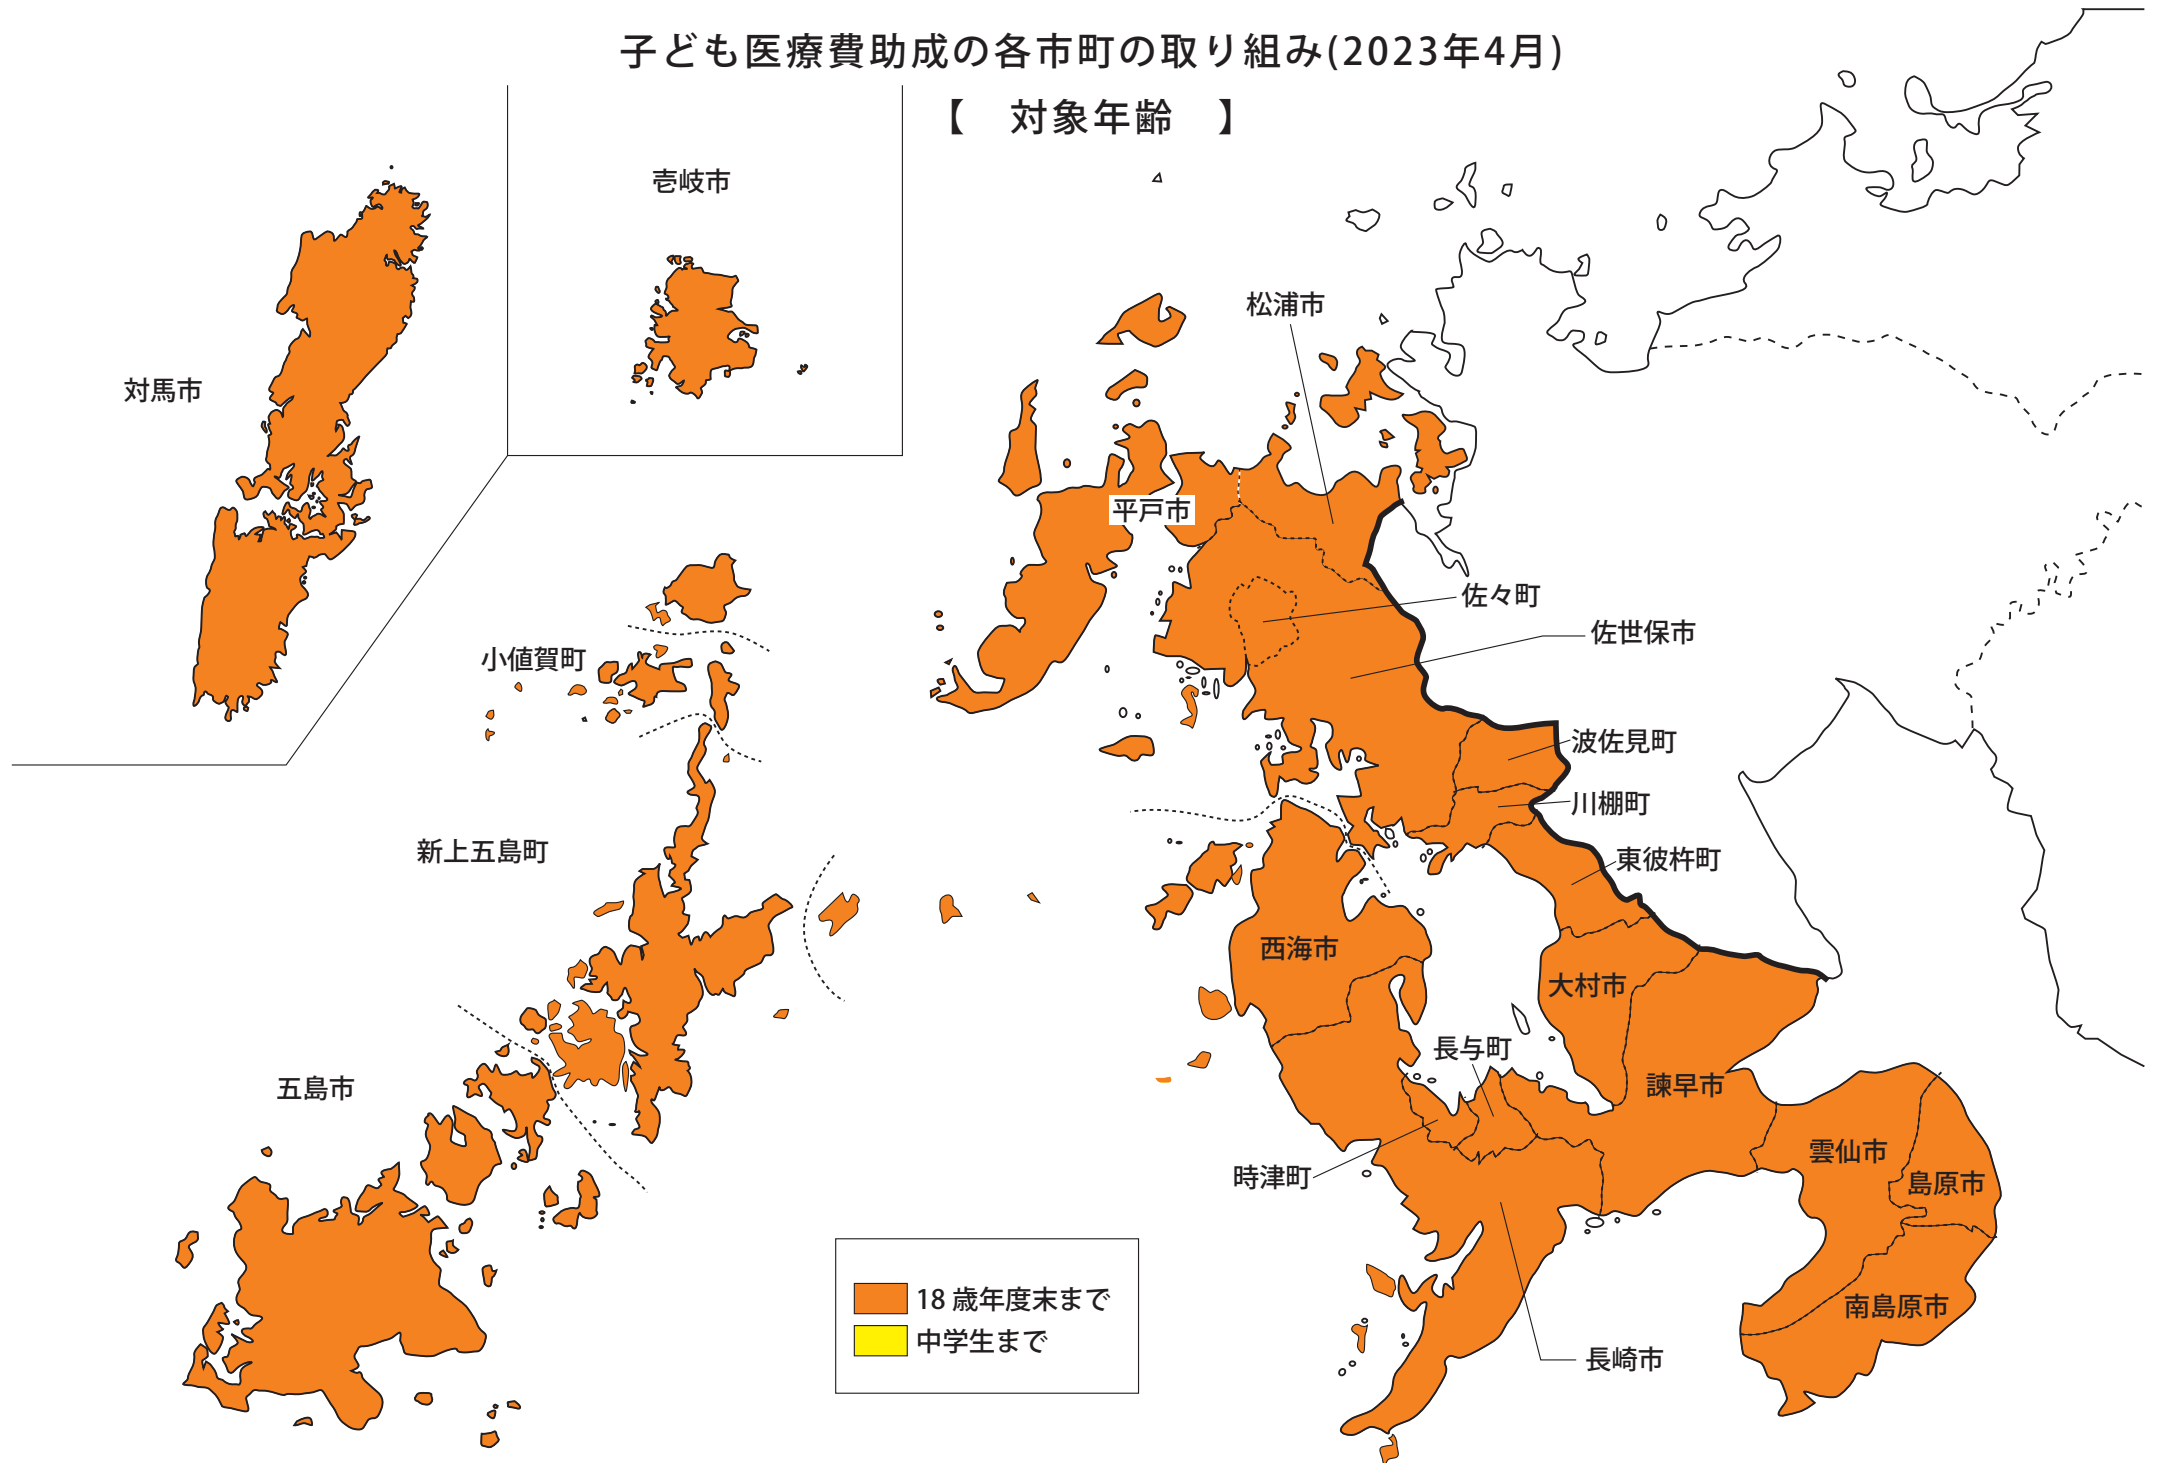 子ども医療費助成の各市町の取り組み(2023年4月)
【 対象年齢 】
壱岐市
対馬市
松浦市
平戸市
佐々町
佐世保市
小値賀町
波佐見町
川棚町
新上五島町
東彼杵町
西海市
大村市
長与町
諫早市
五島市
雲仙市
時津町
島原市
南島原市
長崎市
18歳年度末まで
中学生まで